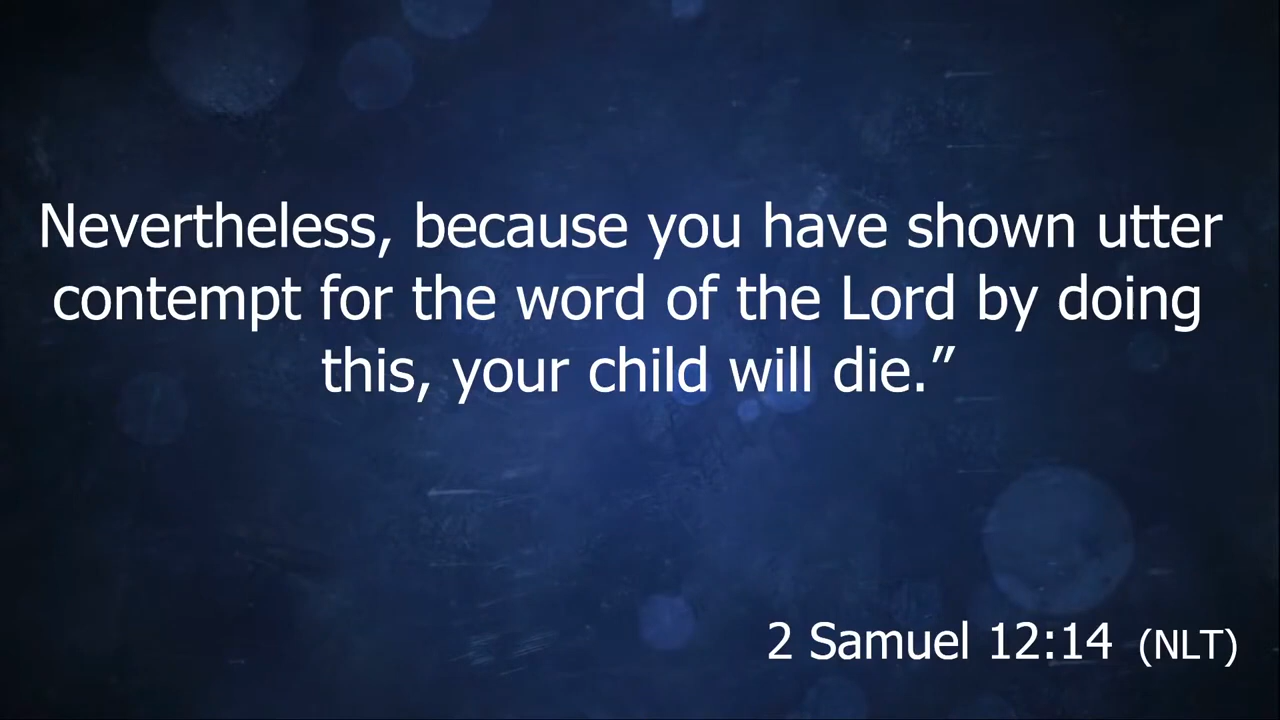 Nevertheless, because you have shown utter
contempt for the word of the Lord by doing
this, your child will die.”
2 Samuel 12:14 (NLT)